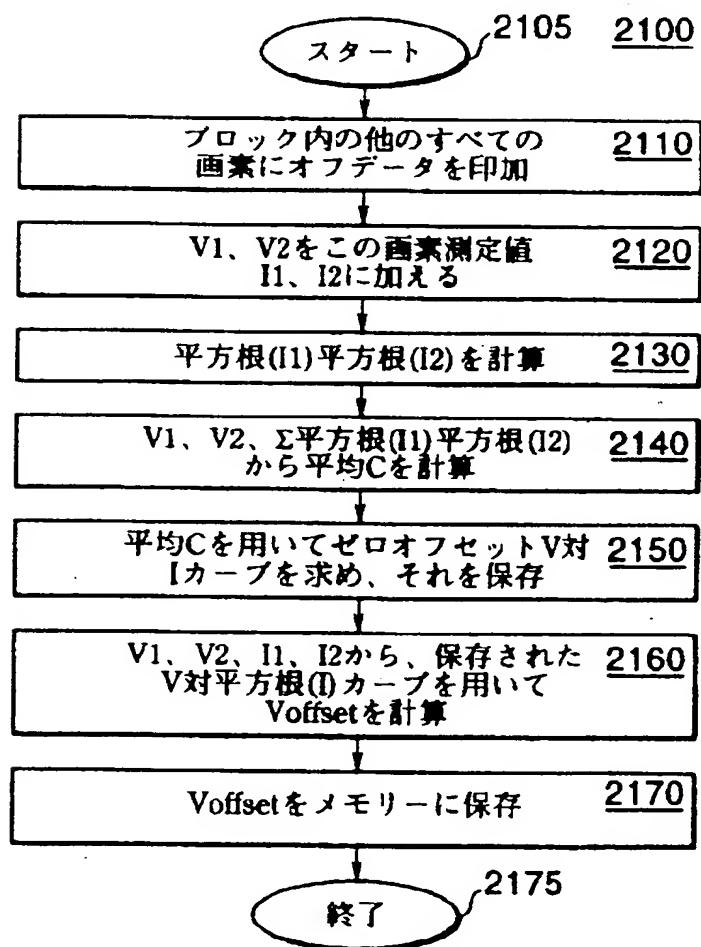 スタート
2105
2100
ブロック内の他のすべての
画素にオフデータを印加
2110
V1、V2をこの画素測定値
I1、I2に加える
2120
平方根(I1)平方根(I2)を計算
2130
V1、V2、Σ平方根(I1)平方根(I2)
から平均Cを計算
2140
平均Cを用いてゼロオフセットV対
Iカーブを求め、それを保存
2150
V1、V2、I1、I2から、保存された
V対平方根(I)カーブを用いて
Voffsetを計算
2160
Voffsetをメモリーに保存
2170
終了
2175